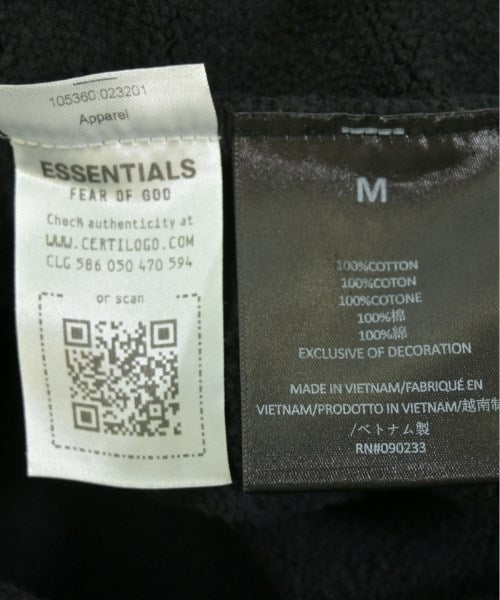 105360.023201
Apparel
ESSENTIALS
FEAR OF GOD
Check authenticity at
WWW.CERTILOGO.COM
CLG 586 050 470 594
or scan
M
100%COTTON
100%COTON
100%COTONE
100%棉
100%綿
EXCLUSIVE OF DECORATION
MADE IN VIETNAM/FABRIQUÉ EN
VIETNAM/PRODOTTO IN VIETNAM/越南制
/ベトナム製
RN#090233